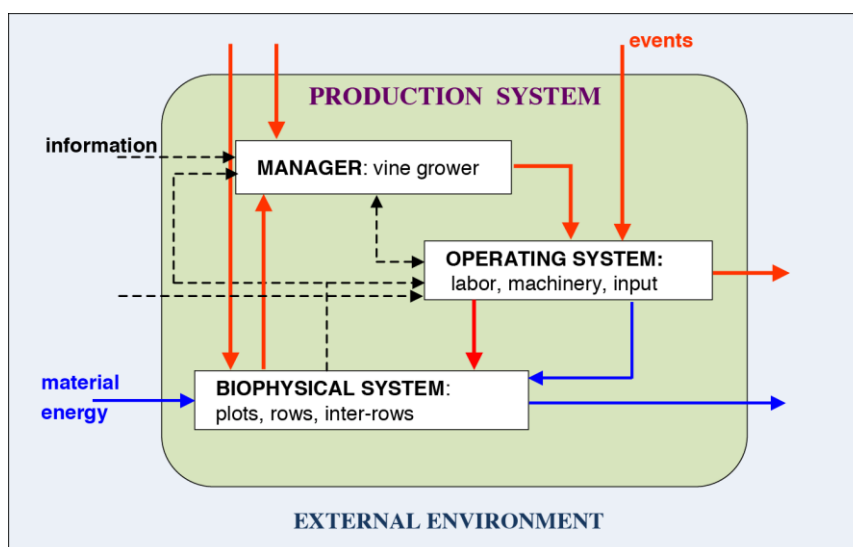 events
PRODUCTION SYSTEM
information
MANAGER: vine grower
OPERATING SYSTEM:
labor, machinery, input
material
energy
BIOPHYSICAL SYSTEM:
plots, rows, inter-rows
EXTERNAL ENVIRONMENT